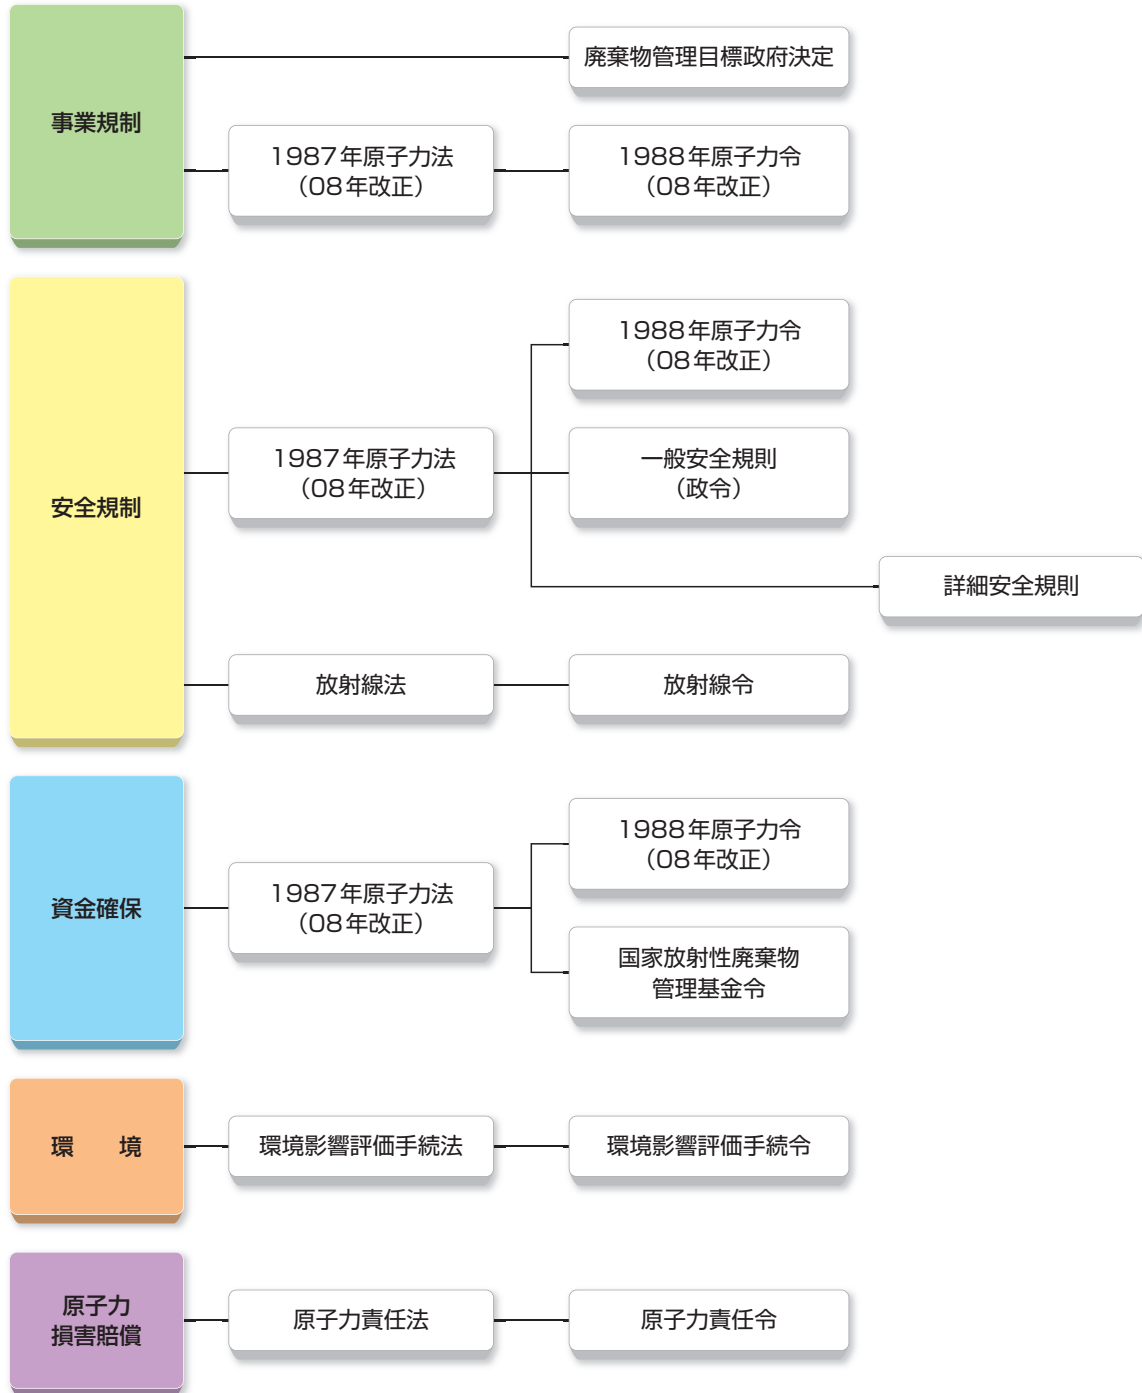 事業規制
廃棄物管理目標政府決定
1987年原子力法
（08年改正）
1988年原子力令
（08年改正）
安全規制
1987年原子力法
（08年改正）
1988年原子力令
（08年改正）
一般安全規則
（政令）
詳細安全規則
放射線法
放射線令
資金確保
1987年原子力法
（08年改正）
1988年原子力令
（08年改正）
国家放射性廃棄物
管理基金令
環　境
環境影響評価手続法
環境影響評価手続令
原子力
損害賠償
原子力責任法
原子力責任令